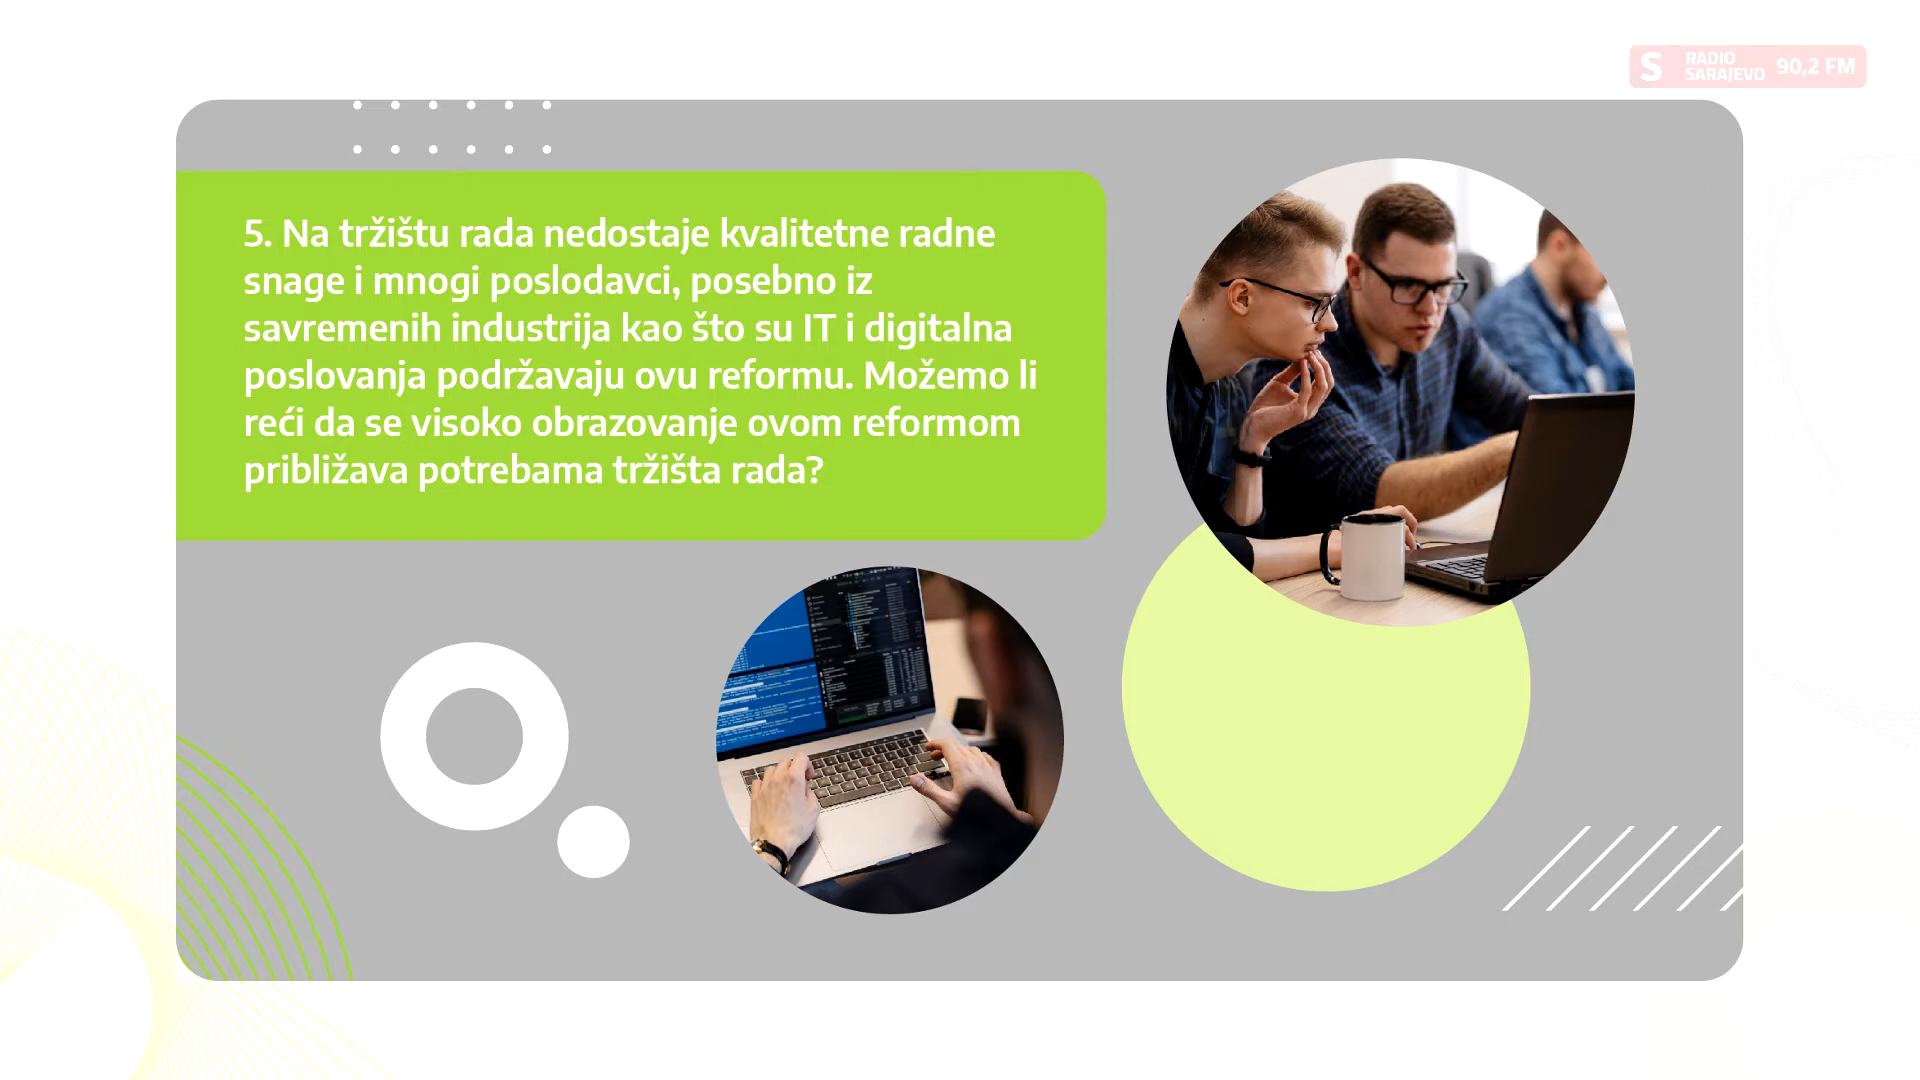 S RADIO SARAJEVO 90,2 FM
5. Na tržištu rada nedostaje kvalitetne radne
snage i mnogi poslodavci, posebno iz
savremenih industrija kao što su IT i digitalna
poslovanja podržavaju ovu reformu. Možemo li
reći da se visoko obrazovanje ovom reformom
približava potrebama tržišta rada?